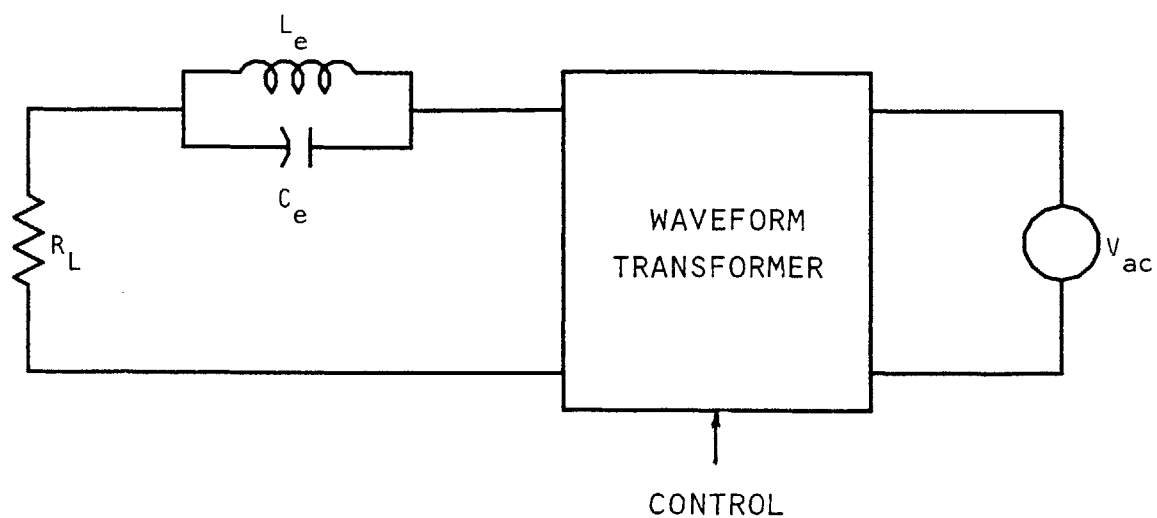 L_e
C_e
R_L
WAVEFORM
TRANSFORMER
V_ac
CONTROL